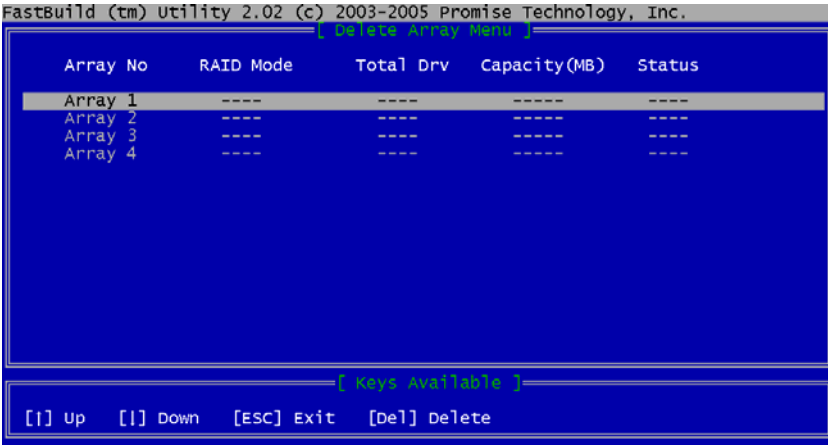 FastBuild (tm) Utility 2.02 (c) 2003-2005 Promise Technology, Inc.
[ Delete Array Menu ]
Array No RAID Mode Total Drv Capacity(MB) Status
Array 1 ---- ---- ----- ----
Array 2 ---- ---- ----- ----
Array 3 ---- ---- ----- ----
Array 4 ---- ---- ----- ----
[ Keys Available ]
[↑] Up [↓] Down [ESC] Exit [Del] Delete